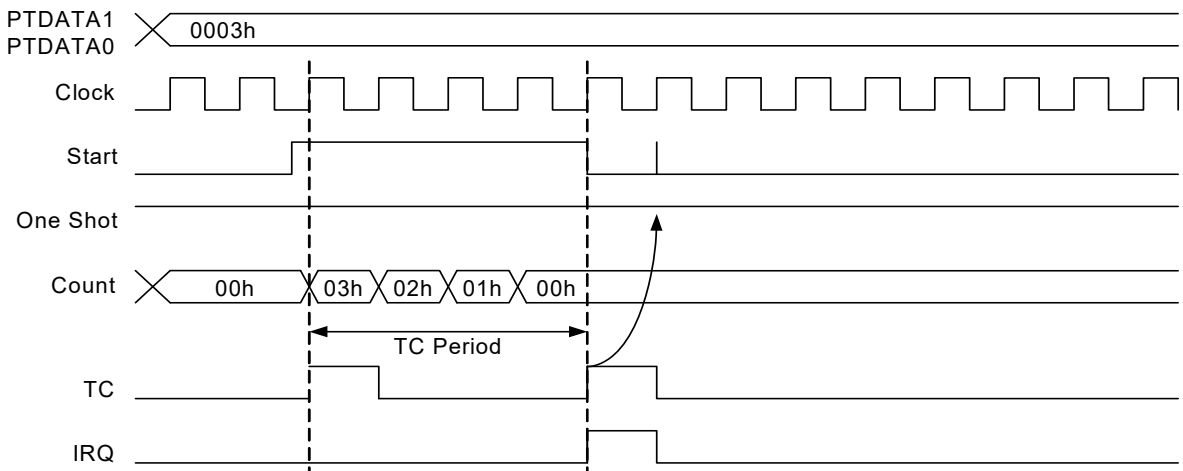 PTDATA1
PTDATA0
0003h
Clock
Start
One Shot
Count
00h 03h 02h 01h 00h
TC Period
TC
IRQ